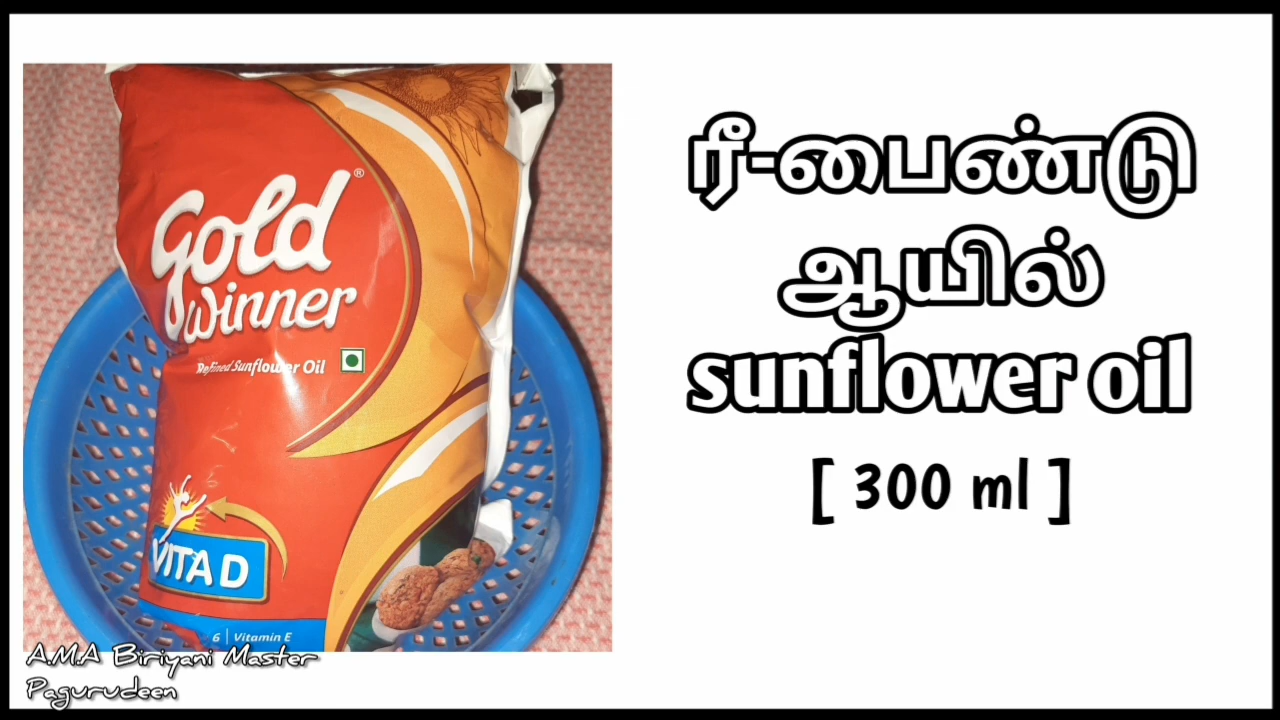 Gold
winner
®
Refined Sunflower Oil
VITA D
6 | Vitamin E
ரீ-பைண்டு
ஆயில்
sunflower oil
[ 300 ml ]
A.M.A Biriyani Master
Pagurudeen